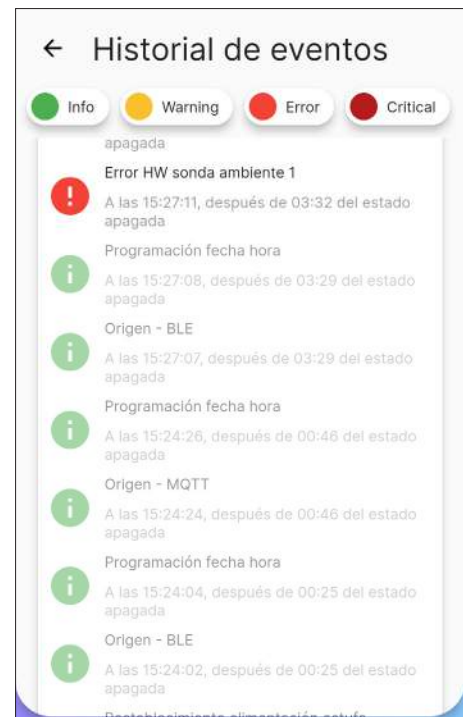 Historial de eventos
Info Warning Error Critical
apagada
Error HW sonda ambiente 1
A las 15:27:11, después de 03:32 del estado
apagada
Programación fecha hora
A las 15:27:08, después de 03:29 del estado
apagada
Origen - BLE
A las 15:27:07, después de 03:29 del estado
apagada
Programación fecha hora
A las 15:24:26, después de 00:46 del estado
apagada
Origen - MQTT
A las 15:24:24, después de 00:46 del estado
apagada
Programación fecha hora
A las 15:24:04, después de 00:25 del estado
apagada
Origen - BLE
A las 15:24:02, después de 00:25 del estado
apagada
Restablecimiento alimentación estufa